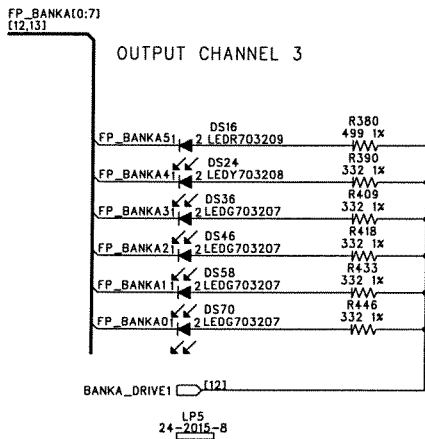 FP_BANKA[0:7]
[12,13]
OUTPUT CHANNEL 3
R380
DS16 499 1%
FP_BANKA5 1 2 LEDR703209
R390
DS24 332 1%
FP_BANKA4 1 2 LEDY703208
R409
DS36 332 1%
FP_BANKA3 1 2 LEDG703207
R418
DS46 332 1%
FP_BANKA2 1 2 LEDG703207
R433
DS58 332 1%
FP_BANKA1 1 2 LEDG703207
R446
DS70 332 1%
FP_BANKA0 1 2 LEDG703207
BANKA_DRIVE1 [12]
LP5
24-2015-8